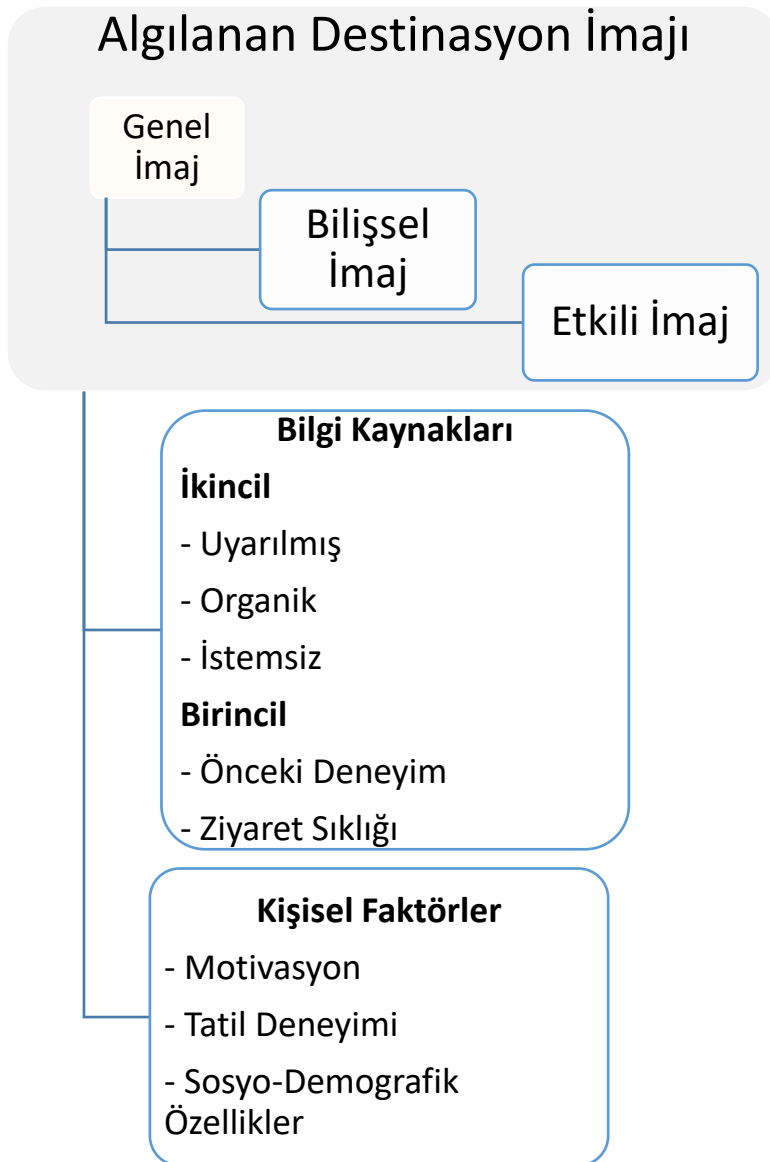 Algılanan Destinasyon İmajı
Genel
İmaj
Bilişsel
İmaj
Etkili İmaj
Bilgi Kaynakları
İkincil
- Uyarılmış
- Organik
- İstemsiz
Birincil
- Önceki Deneyim
- Ziyaret Sıklığı
Kişisel Faktörler
- Motivasyon
- Tatil Deneyimi
- Sosyo-Demografik
Özellikler